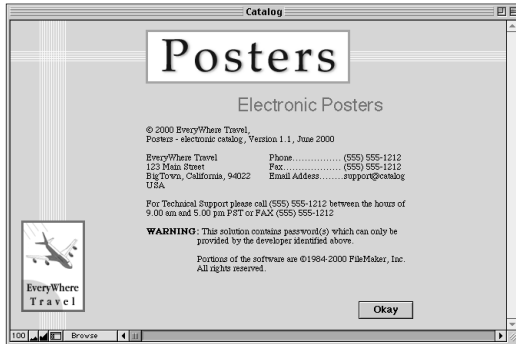 Catalog
Posters
Electronic Posters
© 2000 EveryWhere Travel,
Posters - electronic catalog, Version 1.1, June 2000
EveryWhere Travel
123 Main Street
BigTown, California, 94022
USA
Phone................. (555) 555-1212
Fax..................... (555) 555-1212
Email Addess........support@catalog
For Technical Support please call (555) 555-1212 between the hours of
9.00 am and 5.00 pm PST or FAX (555) 555-1212
WARNING: This solution contains password(s) which can only be
provided by the developer identified above.
Portions of the software are ©1984-2000 FileMaker, Inc.
All rights reserved.
EveryWhere
Travel
Okay
100 Browse